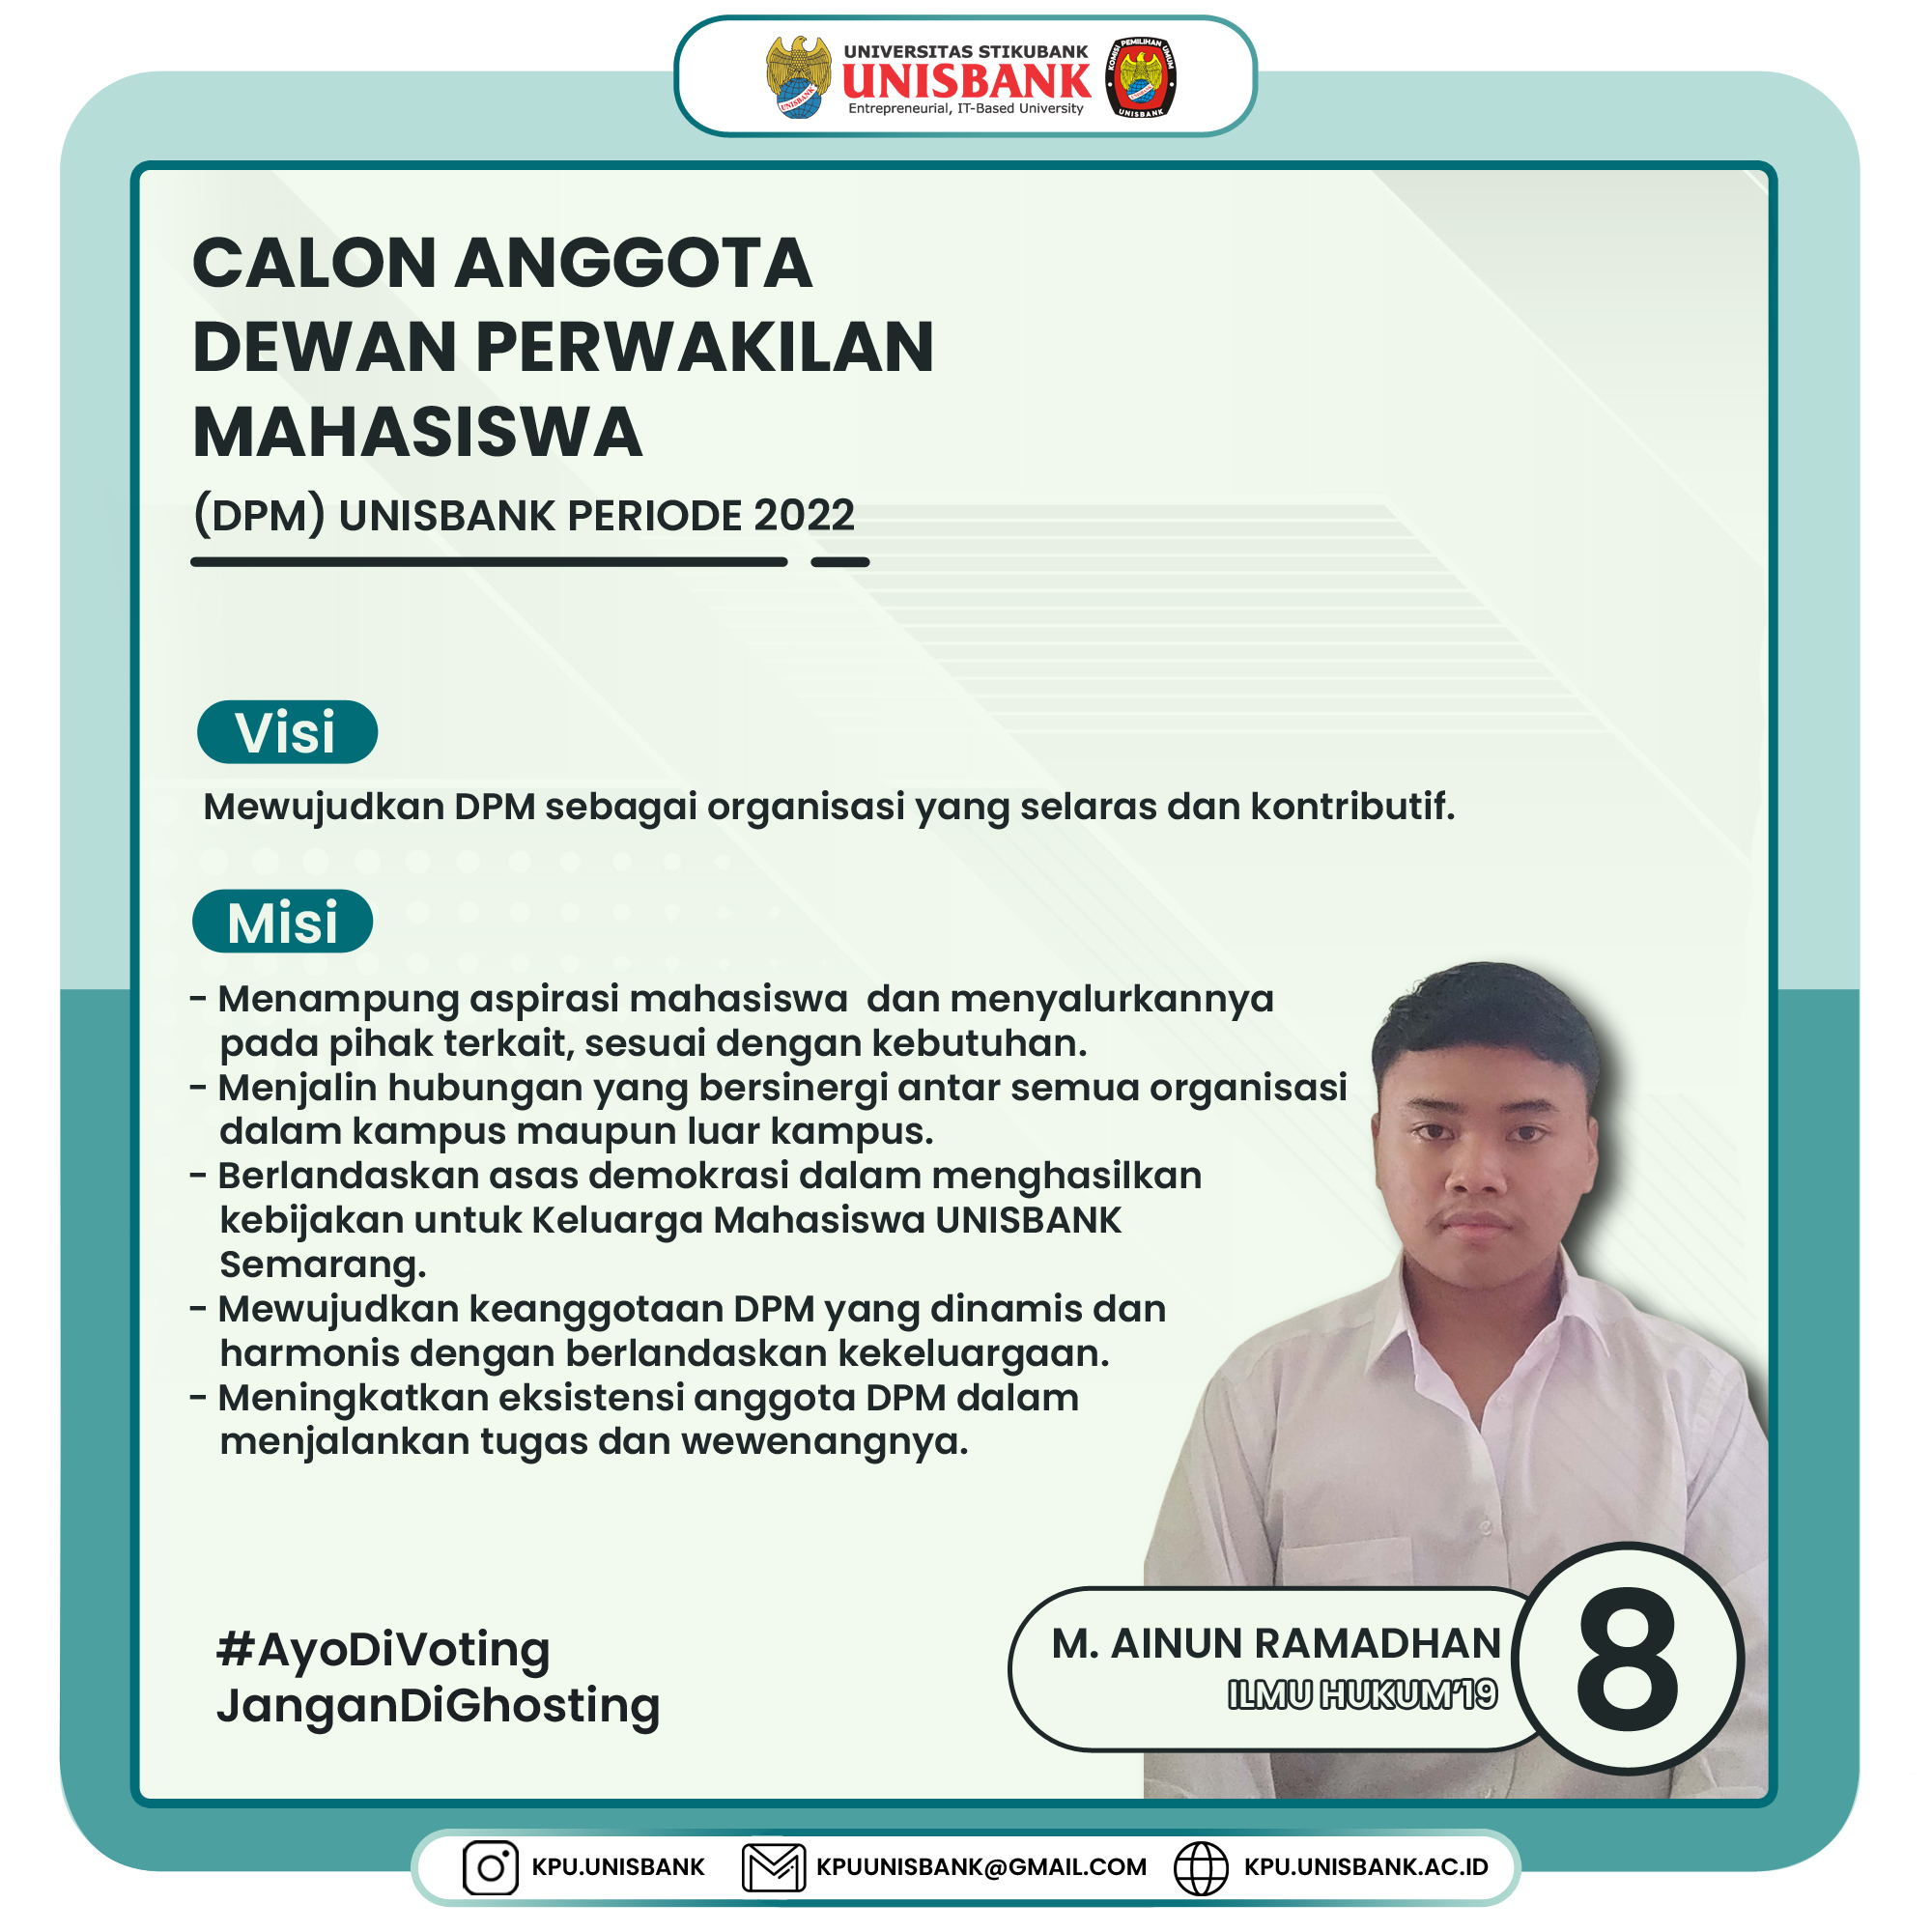 UNIVERSITAS STIKUBANK
UNISBANK
Entrepreneurial, IT-Based University
UNISBANK
KOMISI PEMILIHAN UMUM
UNISBANK
CALON ANGGOTA
DEWAN PERWAKILAN
MAHASISWA
(DPM) UNISBANK PERIODE 2022
Visi
Mewujudkan DPM sebagai organisasi yang selaras dan kontributif.
Misi
- Menampung aspirasi mahasiswa  dan menyalurkannya
pada pihak terkait, sesuai dengan kebutuhan.
- Menjalin hubungan yang bersinergi antar semua organisasi
dalam kampus maupun luar kampus.
- Berlandaskan asas demokrasi dalam menghasilkan
kebijakan untuk Keluarga Mahasiswa UNISBANK
Semarang.
- Mewujudkan keanggotaan DPM yang dinamis dan
harmonis dengan berlandaskan kekeluargaan.
- Meningkatkan eksistensi anggota DPM dalam
menjalankan tugas dan wewenangnya.
#AyoDiVoting
JanganDiGhosting
M. AINUN RAMADHAN
ILMU HUKUM'19
8
KPU.UNISBANK
KPUUNISBANK@GMAIL.COM
KPU.UNISBANK.AC.ID